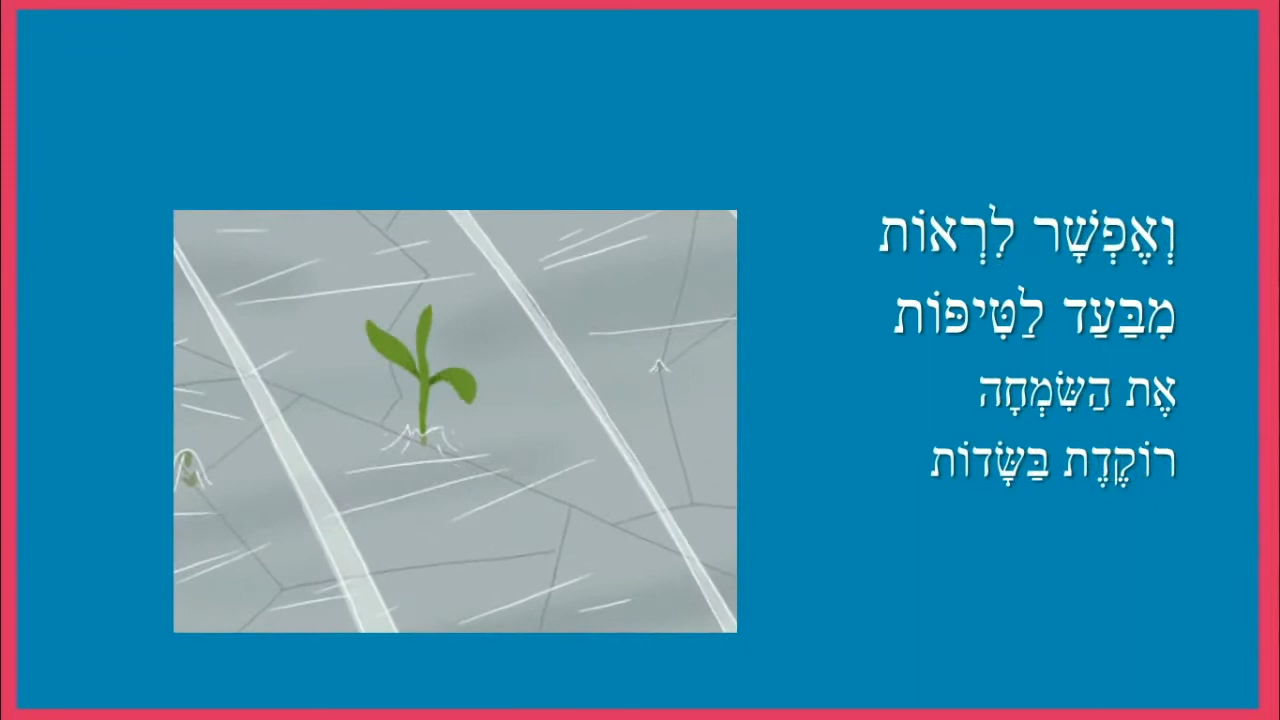 וְאֶפְשָׁר לִרְאוֹת
מִבַּעַד לַטִּיפּוֹת
אֶת הַשִּׂמְחָה
רוֹקֶדֶת בַּשָּׂדוֹת